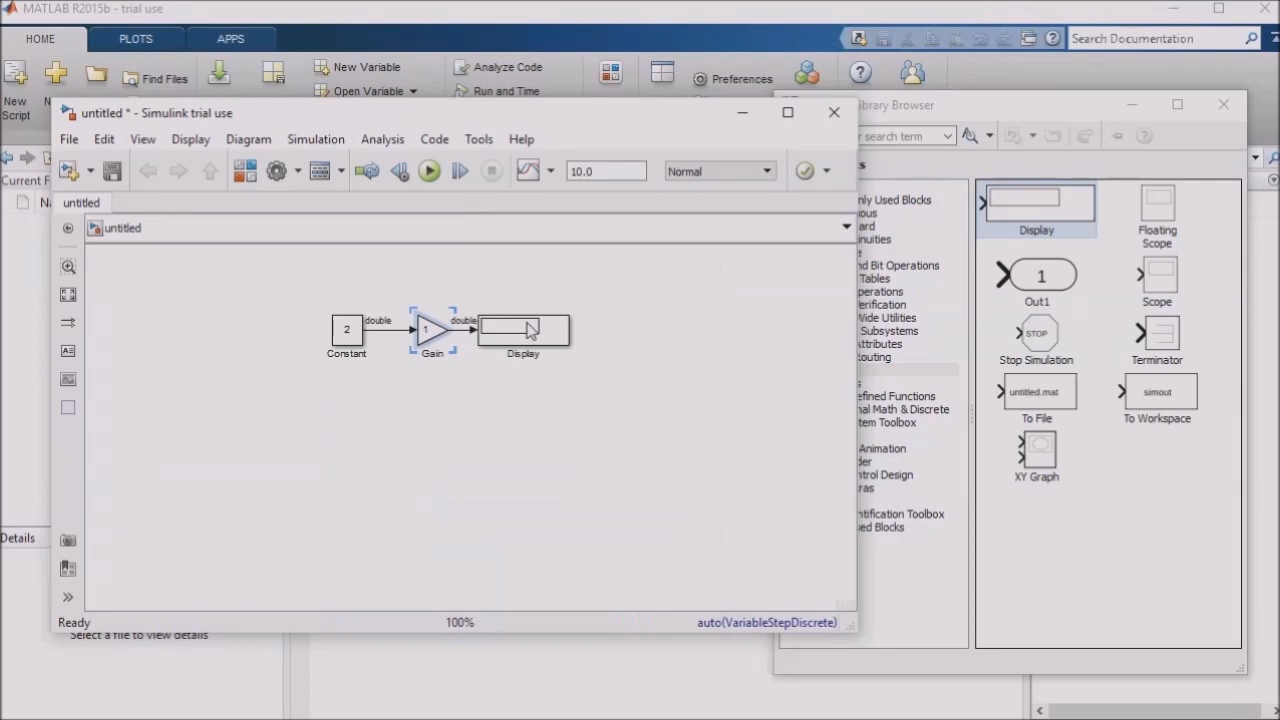 MATLAB R2015b - trial use
HOME
PLOTS
APPS
Search Documentation
New Variable
Analyze Code
Find Files
Preferences
New
Script
Open Variable
Run and Time
untitled * - Simulink trial use
File Edit View Display Diagram Simulation Analysis Code Tools Help
10.0
Normal
untitled
untitled
2
double
1
double
Constant
Gain
Display
Ready
100%
auto(VariableStepDiscrete)
Current F
Details
Select a file to view details
ibrary Browser
search term
nly Used Blocks
ous
ard
inuities
e
nd Bit Operations
Tables
perations
erification
Wide Utilities
Subsystems
Attributes
outing
s
efined Functions
nal Math & Discrete
tem Toolbox
Animation
der
ntrol Design
ras
ntification Toolbox
sed Blocks
Display
Floating
Scope
1
Out1
Scope
STOP
Stop Simulation
Terminator
untitled.mat
To File
simout
To Workspace
XY Graph